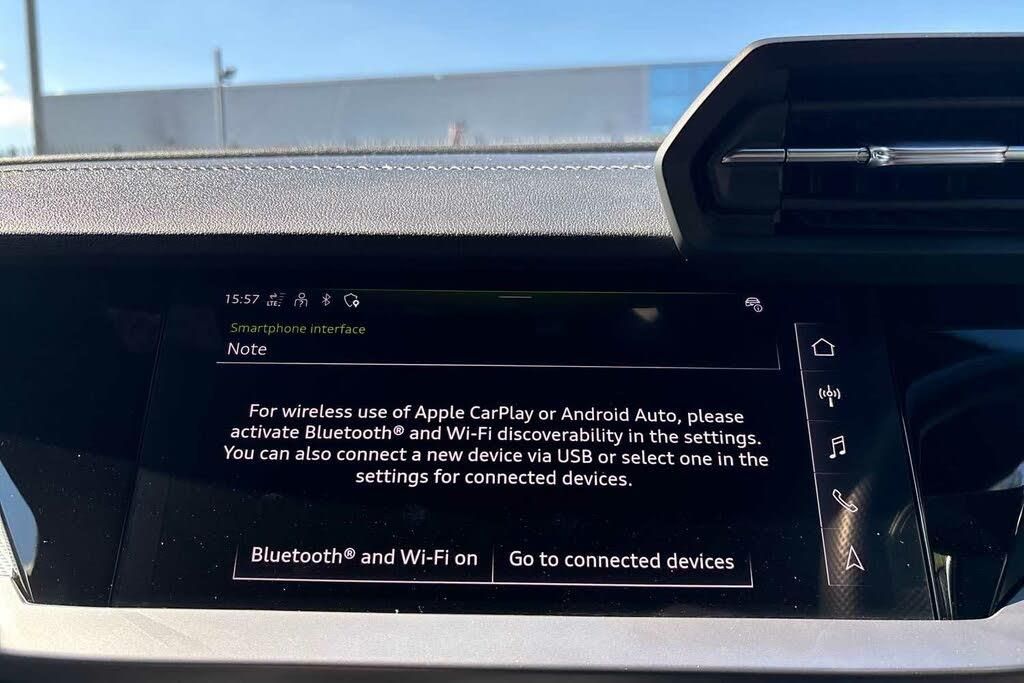 15:57 LTE
Smartphone interface
Note
For wireless use of Apple CarPlay or Android Auto, please
activate Bluetooth® and Wi-Fi discoverability in the settings.
You can also connect a new device via USB or select one in the
settings for connected devices.
Bluetooth® and Wi-Fi on Go to connected devices